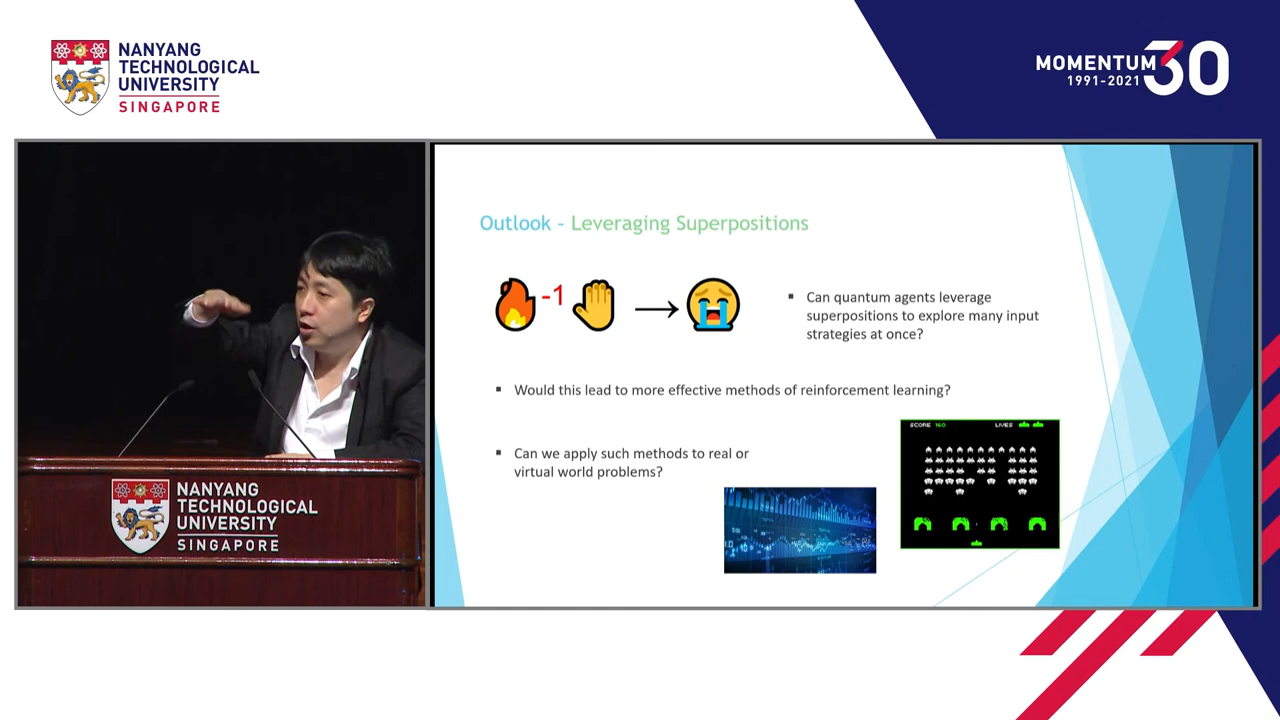 NANYANG
TECHNOLOGICAL
UNIVERSITY
SINGAPORE
MOMENTUM 30
1991-2021
Outlook - Leveraging Superpositions
-1
▪ Can quantum agents leverage
superpositions to explore many input
strategies at once?
▪ Would this lead to more effective methods of reinforcement learning?
▪ Can we apply such methods to real or
virtual world problems?
SCORE 160 LIVES
NANYANG
TECHNOLOGICAL
UNIVERSITY
SINGAPORE